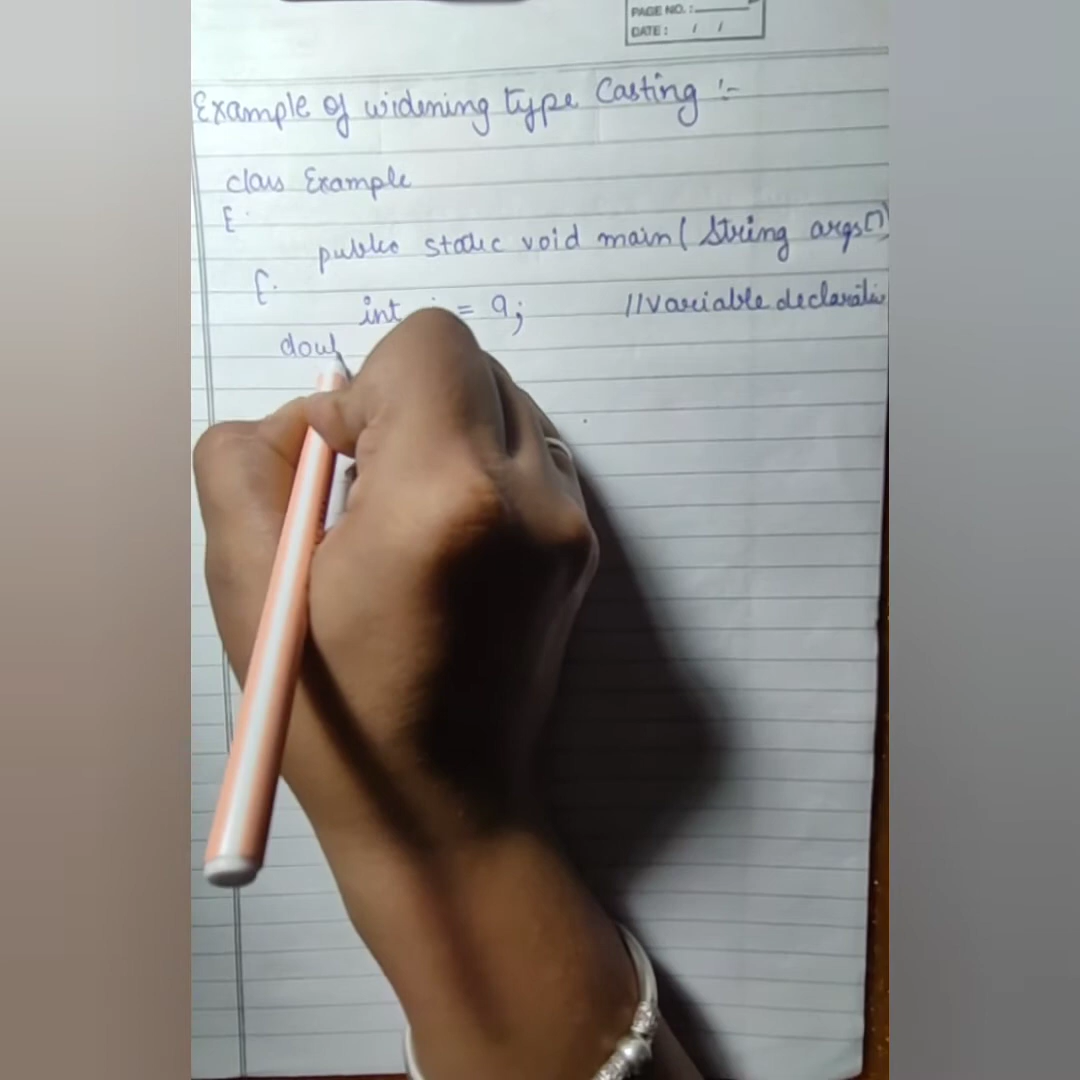 PAGE NO. :
DATE : / /
Example of widening type Casting :-
class Example
{
public static void main( String args[])
{
int = 9; //variable declaratio
doub